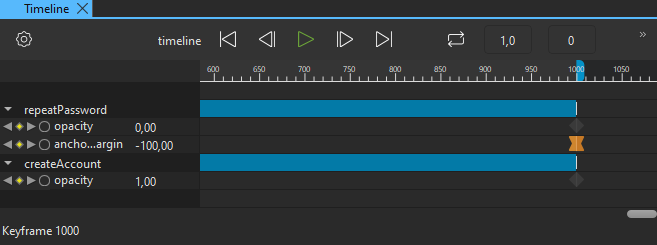 Timeline
timeline 1,0 0 »
600 650 700 750 800 850 900 950 1000 1050
repeatPassword
opacity 0,00
ancho...argin -100,00
createAccount
opacity 1,00
Keyframe 1000